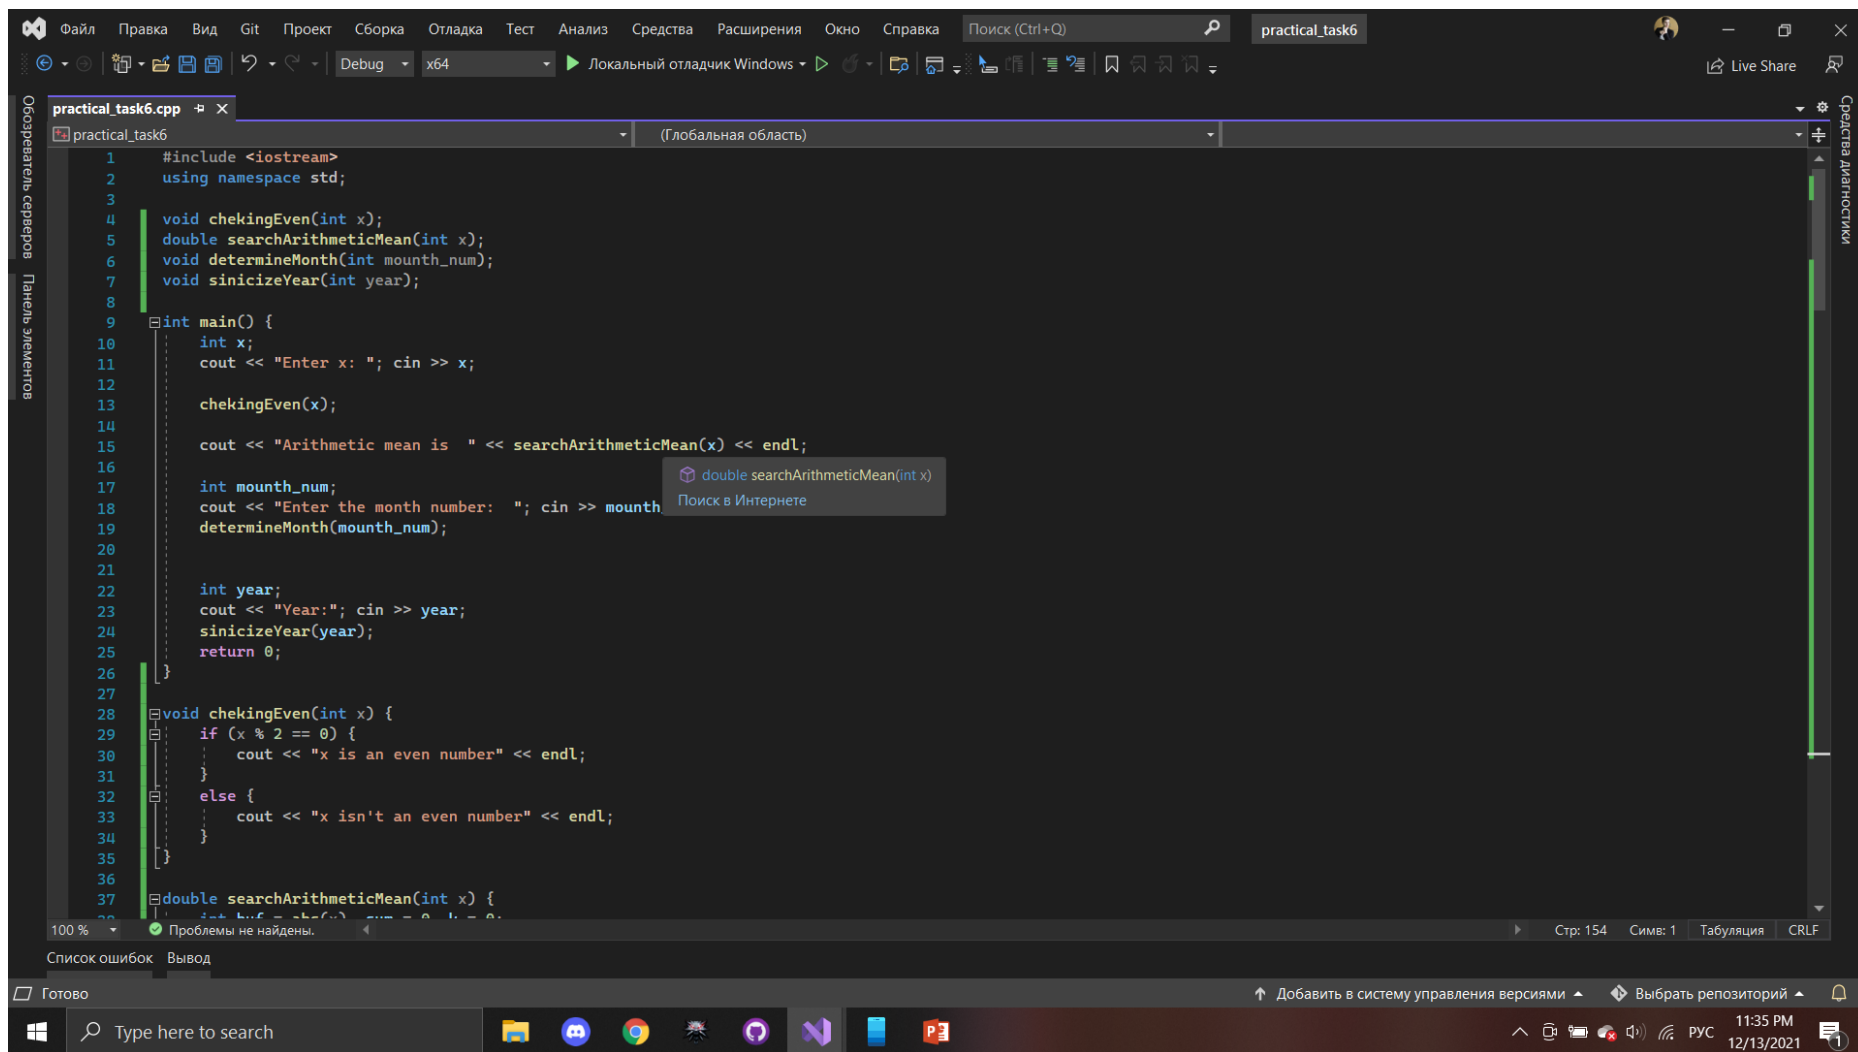 Файл Правка Вид Git Проект Сборка Отладка Тест Анализ Средства Расширения Окно Справка Поиск (Ctrl+Q) practical_task6
Debug x64 Локальный отладчик Windows Live Share
Обозреватель серверов
Панель элементов
Средства диагностики
practical_task6.cpp
practical_task6 (Глобальная область)
1 #include <iostream>
2 using namespace std;
3
4 void chekingEven(int x);
5 double searchArithmeticMean(int x);
6 void determineMonth(int mounth_num);
7 void sinicizeYear(int year);
8
9 int main() {
10 int x;
11 cout << "Enter x: "; cin >> x;
12
13 chekingEven(x);
14
15 cout << "Arithmetic mean is  " << searchArithmeticMean(x) << endl;
16
double searchArithmeticMean(int x)
Поиск в Интернете
17 int mounth_num;
18 cout << "Enter the month number:  "; cin >> mounth_
19 determineMonth(mounth_num);
20
21
22 int year;
23 cout << "Year:"; cin >> year;
24 sinicizeYear(year);
25 return 0;
26 }
27
28 void chekingEven(int x) {
29 if (x % 2 == 0) {
30 cout << "x is an even number" << endl;
31 }
32 else {
33 cout << "x isn't an even number" << endl;
34 }
35 }
36
37 double searchArithmeticMean(int x) {
38 int buf = abs(x), sum = 0, k = 0;
100 % Проблемы не найдены. Стр: 154 Симв: 1 Табуляция CRLF
Список ошибок Вывод
Готово Добавить в систему управления версиями Выбрать репозиторий
Type here to search РУС 11:35 PM
12/13/2021 1